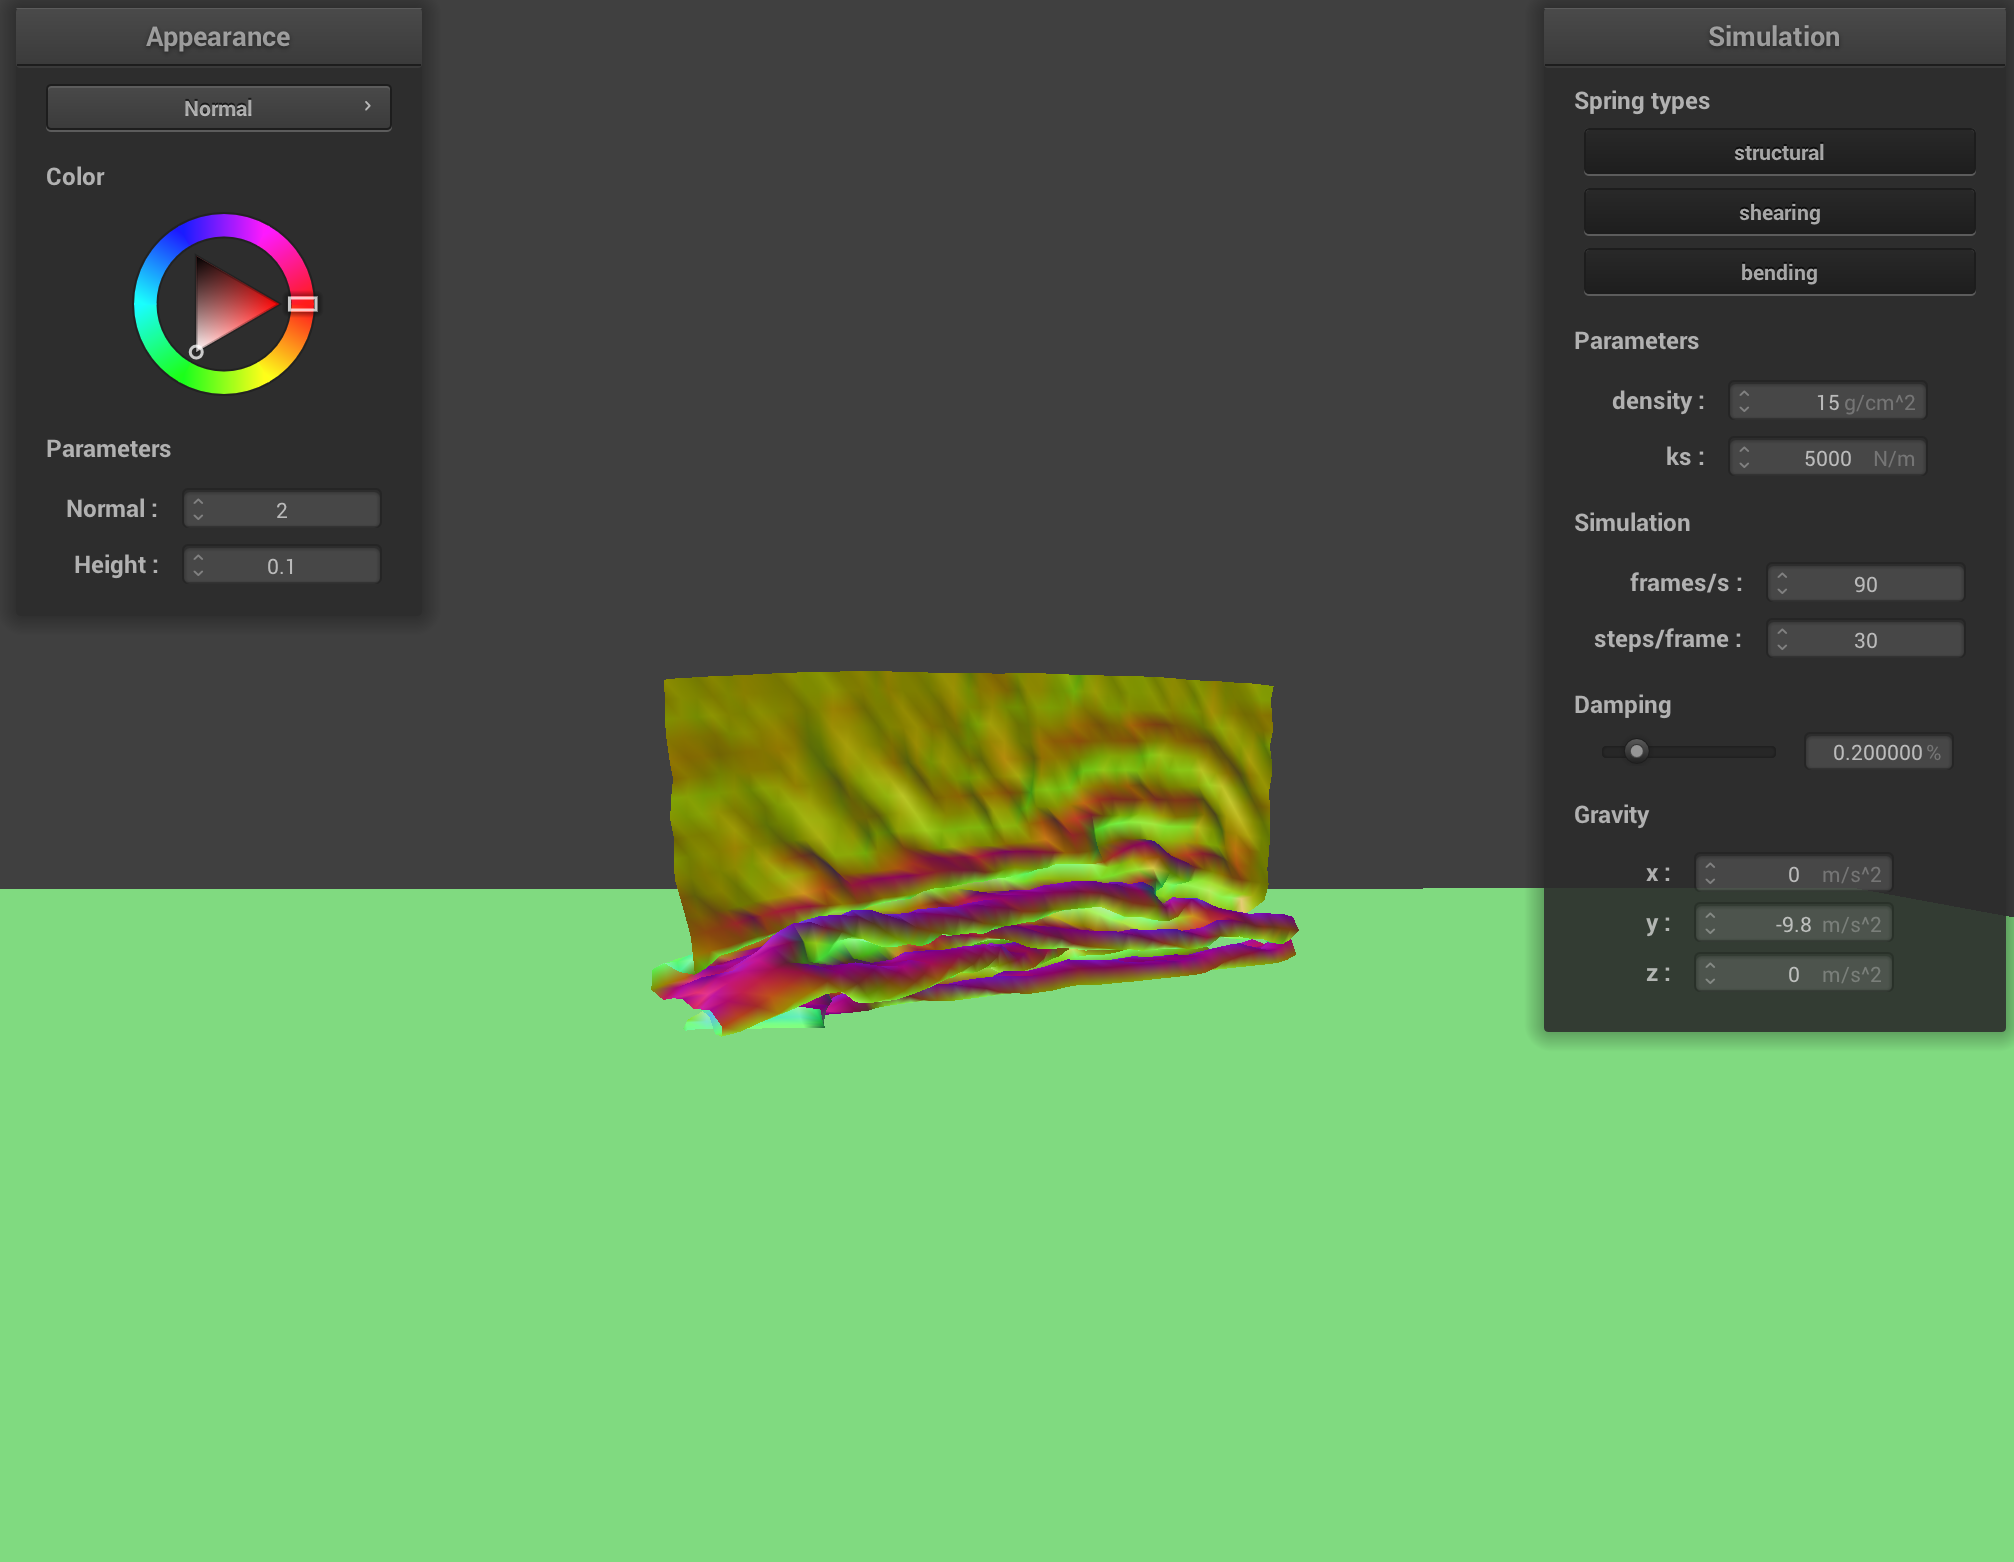 Appearance
Normal
Color
Parameters
Normal : 2
Height : 0.1
Simulation
Spring types
structural
shearing
bending
Parameters
density : 15 g/cm^2
ks : 5000 N/m
Simulation
frames/s : 90
steps/frame : 30
Damping
0.200000 %
Gravity
x : 0 m/s^2
y : -9.8 m/s^2
z : 0 m/s^2